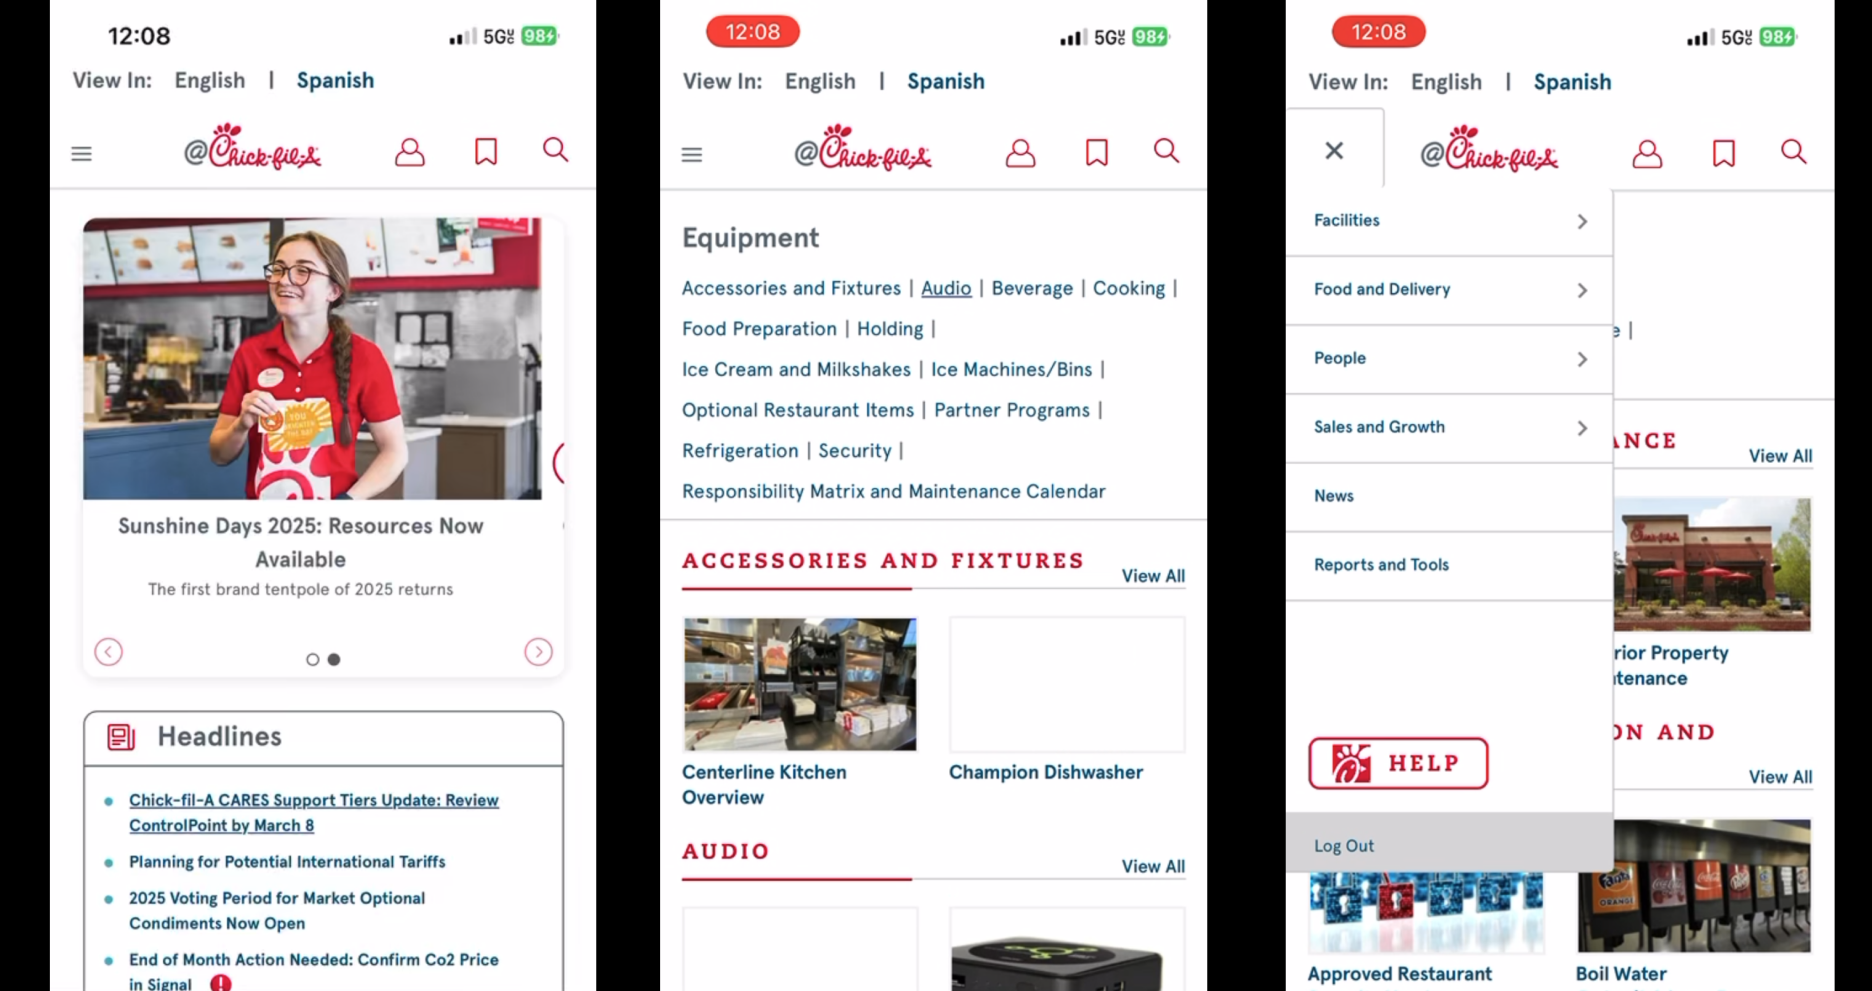 12:08
5G
98
View In: English | Spanish
@Chick-fil-A
Sunshine Days 2025: Resources Now
Available
The first brand tentpole of 2025 returns
Headlines
Chick-fil-A CARES Support Tiers Update: Review
ControlPoint by March 8
Planning for Potential International Tariffs
2025 Voting Period for Market Optional
Condiments Now Open
End of Month Action Needed: Confirm Co2 Price
in Signal
12:08
5G
98
View In: English | Spanish
@Chick-fil-A
Equipment
Accessories and Fixtures | Audio | Beverage | Cooking |
Food Preparation | Holding |
Ice Cream and Milkshakes | Ice Machines/Bins |
Optional Restaurant Items | Partner Programs |
Refrigeration | Security |
Responsibility Matrix and Maintenance Calendar
ACCESSORIES AND FIXTURES
View All
Centerline Kitchen
Overview
Champion Dishwasher
AUDIO
View All
12:08
5G
98
View In: English | Spanish
@Chick-fil-A
Facilities
Food and Delivery
People
Sales and Growth
News
Reports and Tools
HELP
Log Out
e |
ANCE
View All
Chick-fil-A
rior Property
tenance
ON AND
View All
Fanta
ORANGE
Approved Restaurant
Boil Water